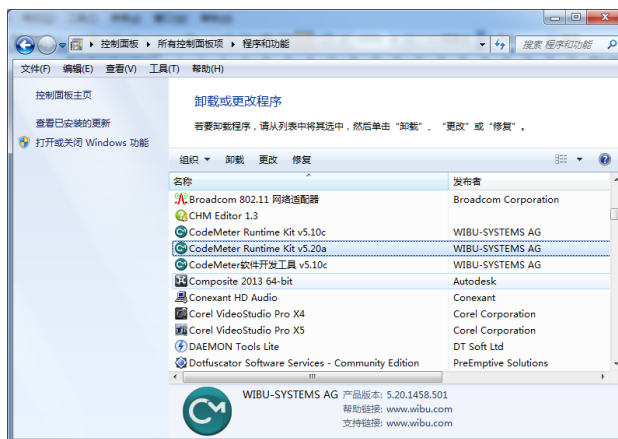 控制面板 ▸ 所有控制面板项 ▸ 程序和功能
搜索 程序和功能
文件(F) 编辑(E) 查看(V) 工具(T) 帮助(H)
控制面板主页
查看已安装的更新
打开或关闭 Windows 功能
卸载或更改程序
若要卸载程序，请从列表中将其选中，然后单击“卸载”、“更改”或“修复”。
组织 卸载 更改 修复
名称 发布者
Broadcom 802.11 网络适配器 Broadcom Corporation
CHM Editor 1.3
CodeMeter Runtime Kit v5.10c WIBU-SYSTEMS AG
CodeMeter Runtime Kit v5.20a WIBU-SYSTEMS AG
CodeMeter软件开发工具 v5.10c WIBU-SYSTEMS AG
Composite 2013 64-bit Autodesk
Conexant HD Audio Conexant
Corel VideoStudio Pro X4 Corel Corporation
Corel VideoStudio Pro X5 Corel Corporation
DAEMON Tools Lite DT Soft Ltd
Dotfuscator Software Services - Community Edition PreEmptive Solutions
WIBU-SYSTEMS AG 产品版本: 5.20.1458.501
帮助链接: www.wibu.com
支持链接: www.wibu.com
CM